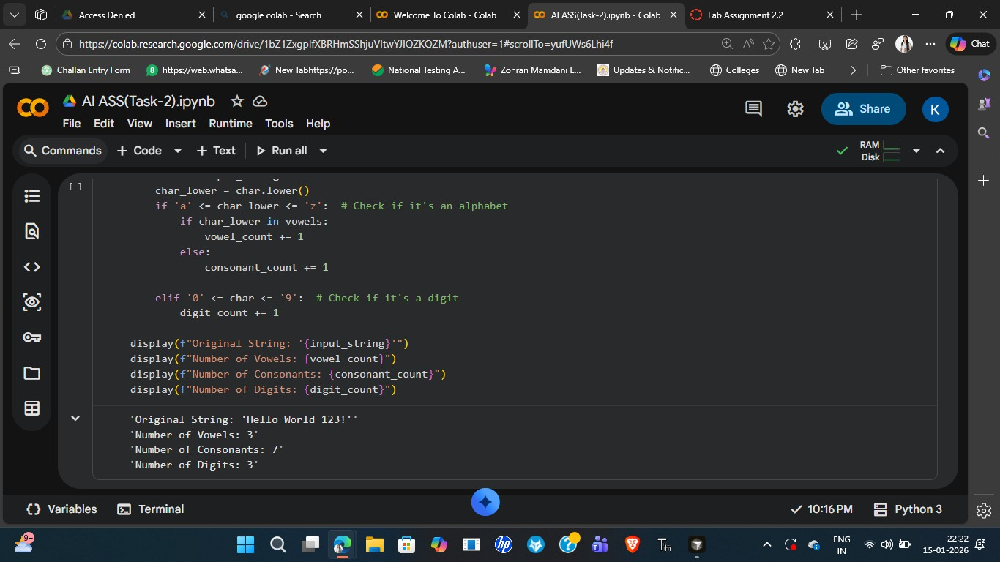 Access Denied
google colab - Search
Welcome To Colab - Colab
AI ASS(Task-2).ipynb - Colab
Lab Assignment 2.2
https://colab.research.google.com/drive/1bZ1ZxgplfXBRHmSShjuVltwYJIQZKQZM?authuser=1#scrollTo=yufUWs6Lhi4f
Chat
Challan Entry Form
8 https://web.whatsa...
New Tabhttps://po...
National Testing A...
Zohran Mamdani E...
Updates & Notific...
Colleges
New Tab
Other favorites
AI ASS(Task-2).ipynb
File Edit View Insert Runtime Tools Help
Share
K
Commands + Code + Text Run all
RAM
Disk
[ ]
char_lower = char.lower()
if 'a' <= char_lower <= 'z':  # Check if it's an alphabet
if char_lower in vowels:
vowel_count += 1
else:
consonant_count += 1
elif '0' <= char <= '9':  # Check if it's a digit
digit_count += 1
display(f"Original String: '{input_string}'")
display(f"Number of Vowels: {vowel_count}")
display(f"Number of Consonants: {consonant_count}")
display(f"Number of Digits: {digit_count}")
'Original String: 'Hello World 123!''
'Number of Vowels: 3'
'Number of Consonants: 7'
'Number of Digits: 3'
Variables
Terminal
10:16 PM
Python 3
9+
hp
Th
ENG
IN
22:22
15-01-2026